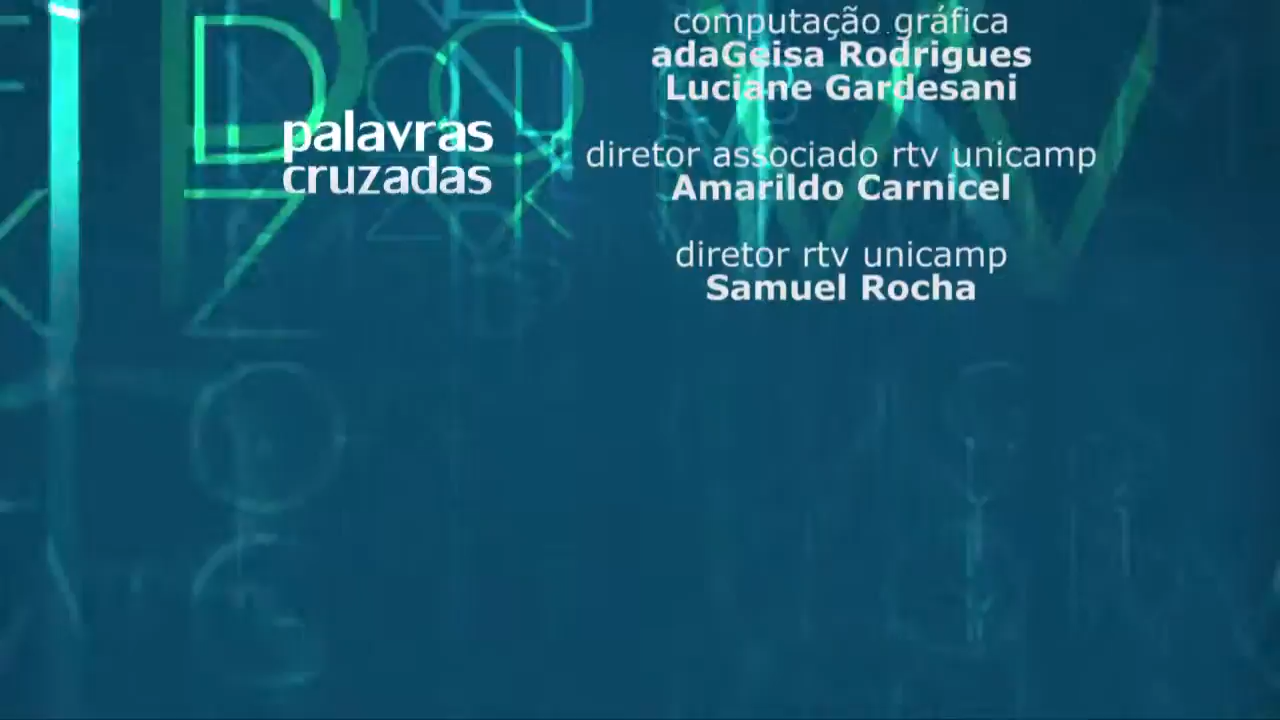 palavras
cruzadas
computação gráfica
adaGeisa Rodrigues
Luciane Gardesani
diretor associado rtv unicamp
Amarildo Carnicel
diretor rtv unicamp
Samuel Rocha